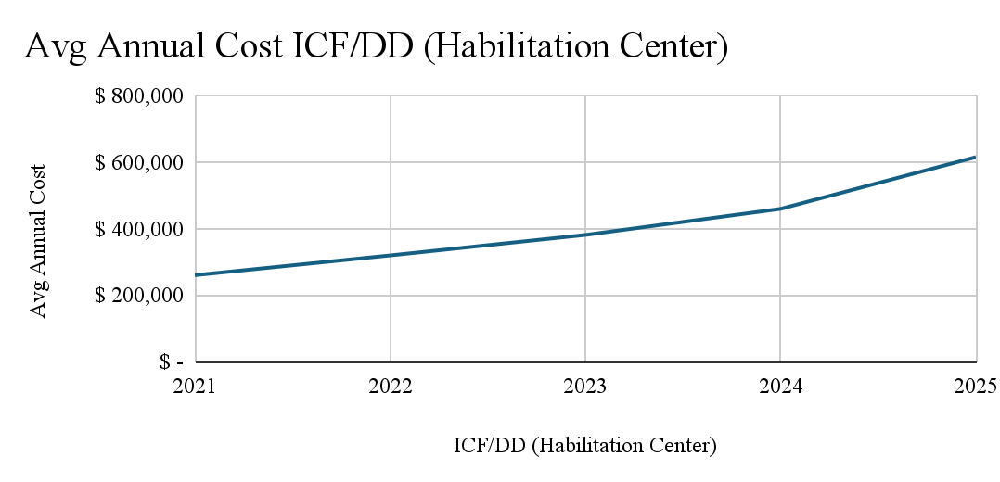 Avg Annual Cost ICF/DD (Habilitation Center)
$ 800,000
$ 600,000
$ 400,000
$ 200,000
$ -
Avg Annual Cost
2021 2022 2023 2024 2025
ICF/DD (Habilitation Center)